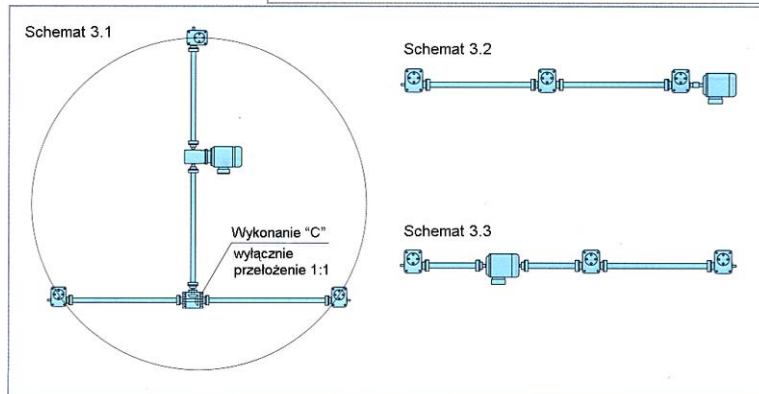 Schemat 3.1
Schemat 3.2
Wykonanie "C"
wyłącznie
przełożenie 1:1
Schemat 3.3